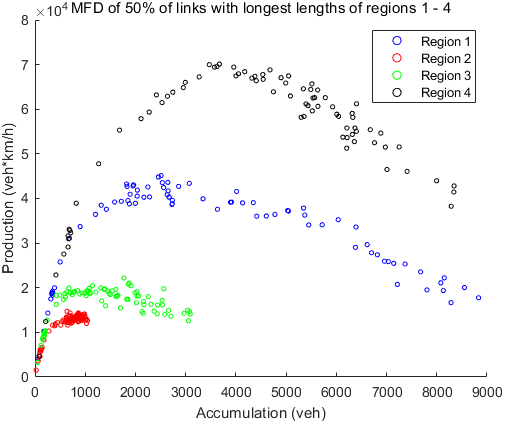 ×10⁴ MFD of 50% of links with longest lengths of regions 1 - 4
8
7
6
5
4
3
2
1
0
Production (veh*km/h)
Region 1
Region 2
Region 3
Region 4
0 1000 2000 3000 4000 5000 6000 7000 8000 9000
Accumulation (veh)